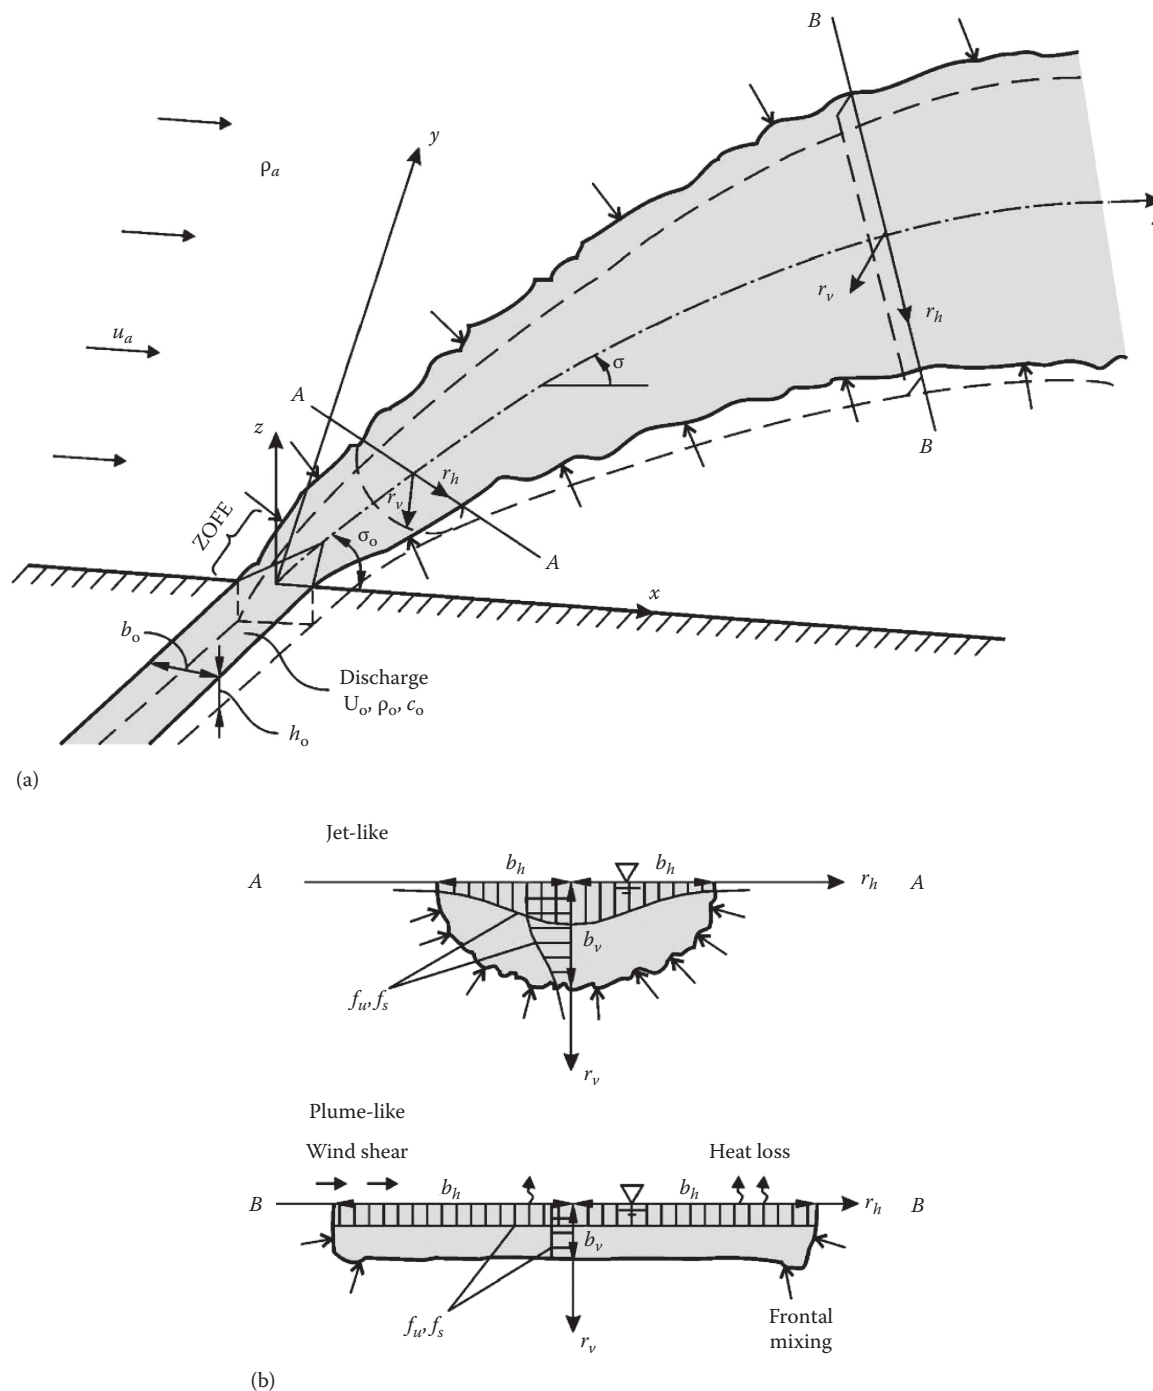 B
y
ρa
rv
rh
ua
σ
A
B
z
rh
rv
ZOFE
σo
A
x
bo
Discharge
Uo, ρo, co
ho
(a)
Jet-like
bh
bh
A
rh
A
bv
fu, fs
rv
Plume-like
Wind shear
Heat loss
bh
bh
B
rh
B
bv
fu, fs
Frontal
mixing
rv
(b)